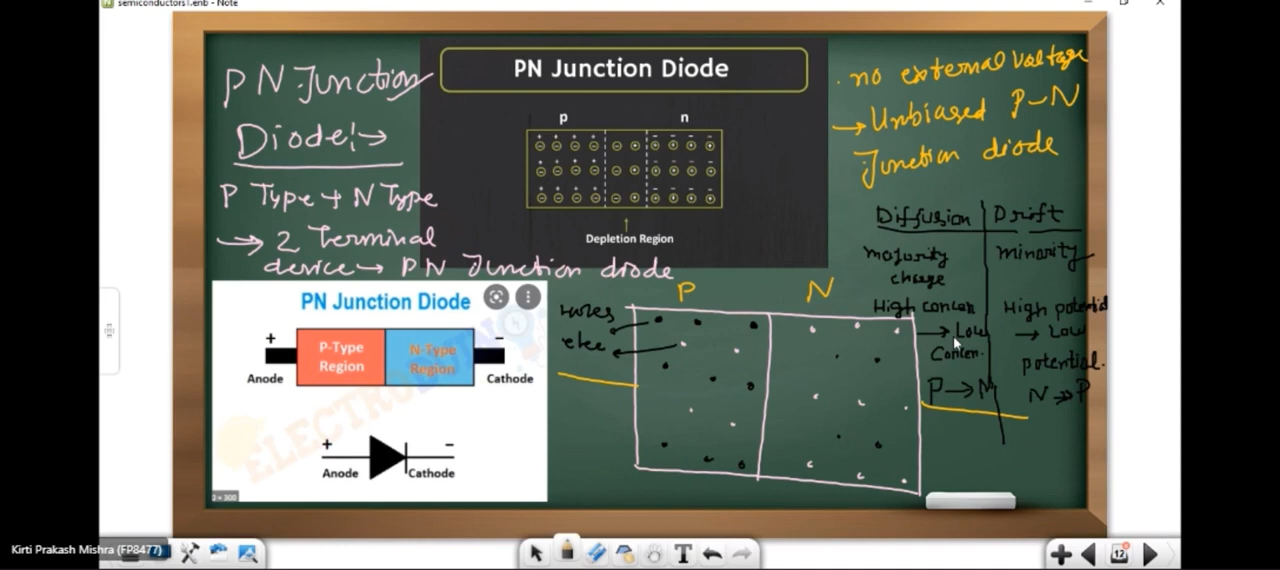 semiconductors1.enb - Note
PN Junction
Diode:→
P Type + N Type
→ 2 Terminal
device → PN Junction diode
PN Junction Diode
p
n
Depletion Region
. no external Voltage
→ Unbiased P-N
Junction diode
Diffusion
Drift
majority
charge
minority
High concen
→ Low
Concen.
P → N
High potential
→ Low
potential.
N → P
PN Junction Diode
+
−
P-Type
Region
N-Type
Region
Anode
Cathode
+
−
Anode
Cathode
P
N
holes
elec
Kirti Prakash Mishra (FP8477)
T
12